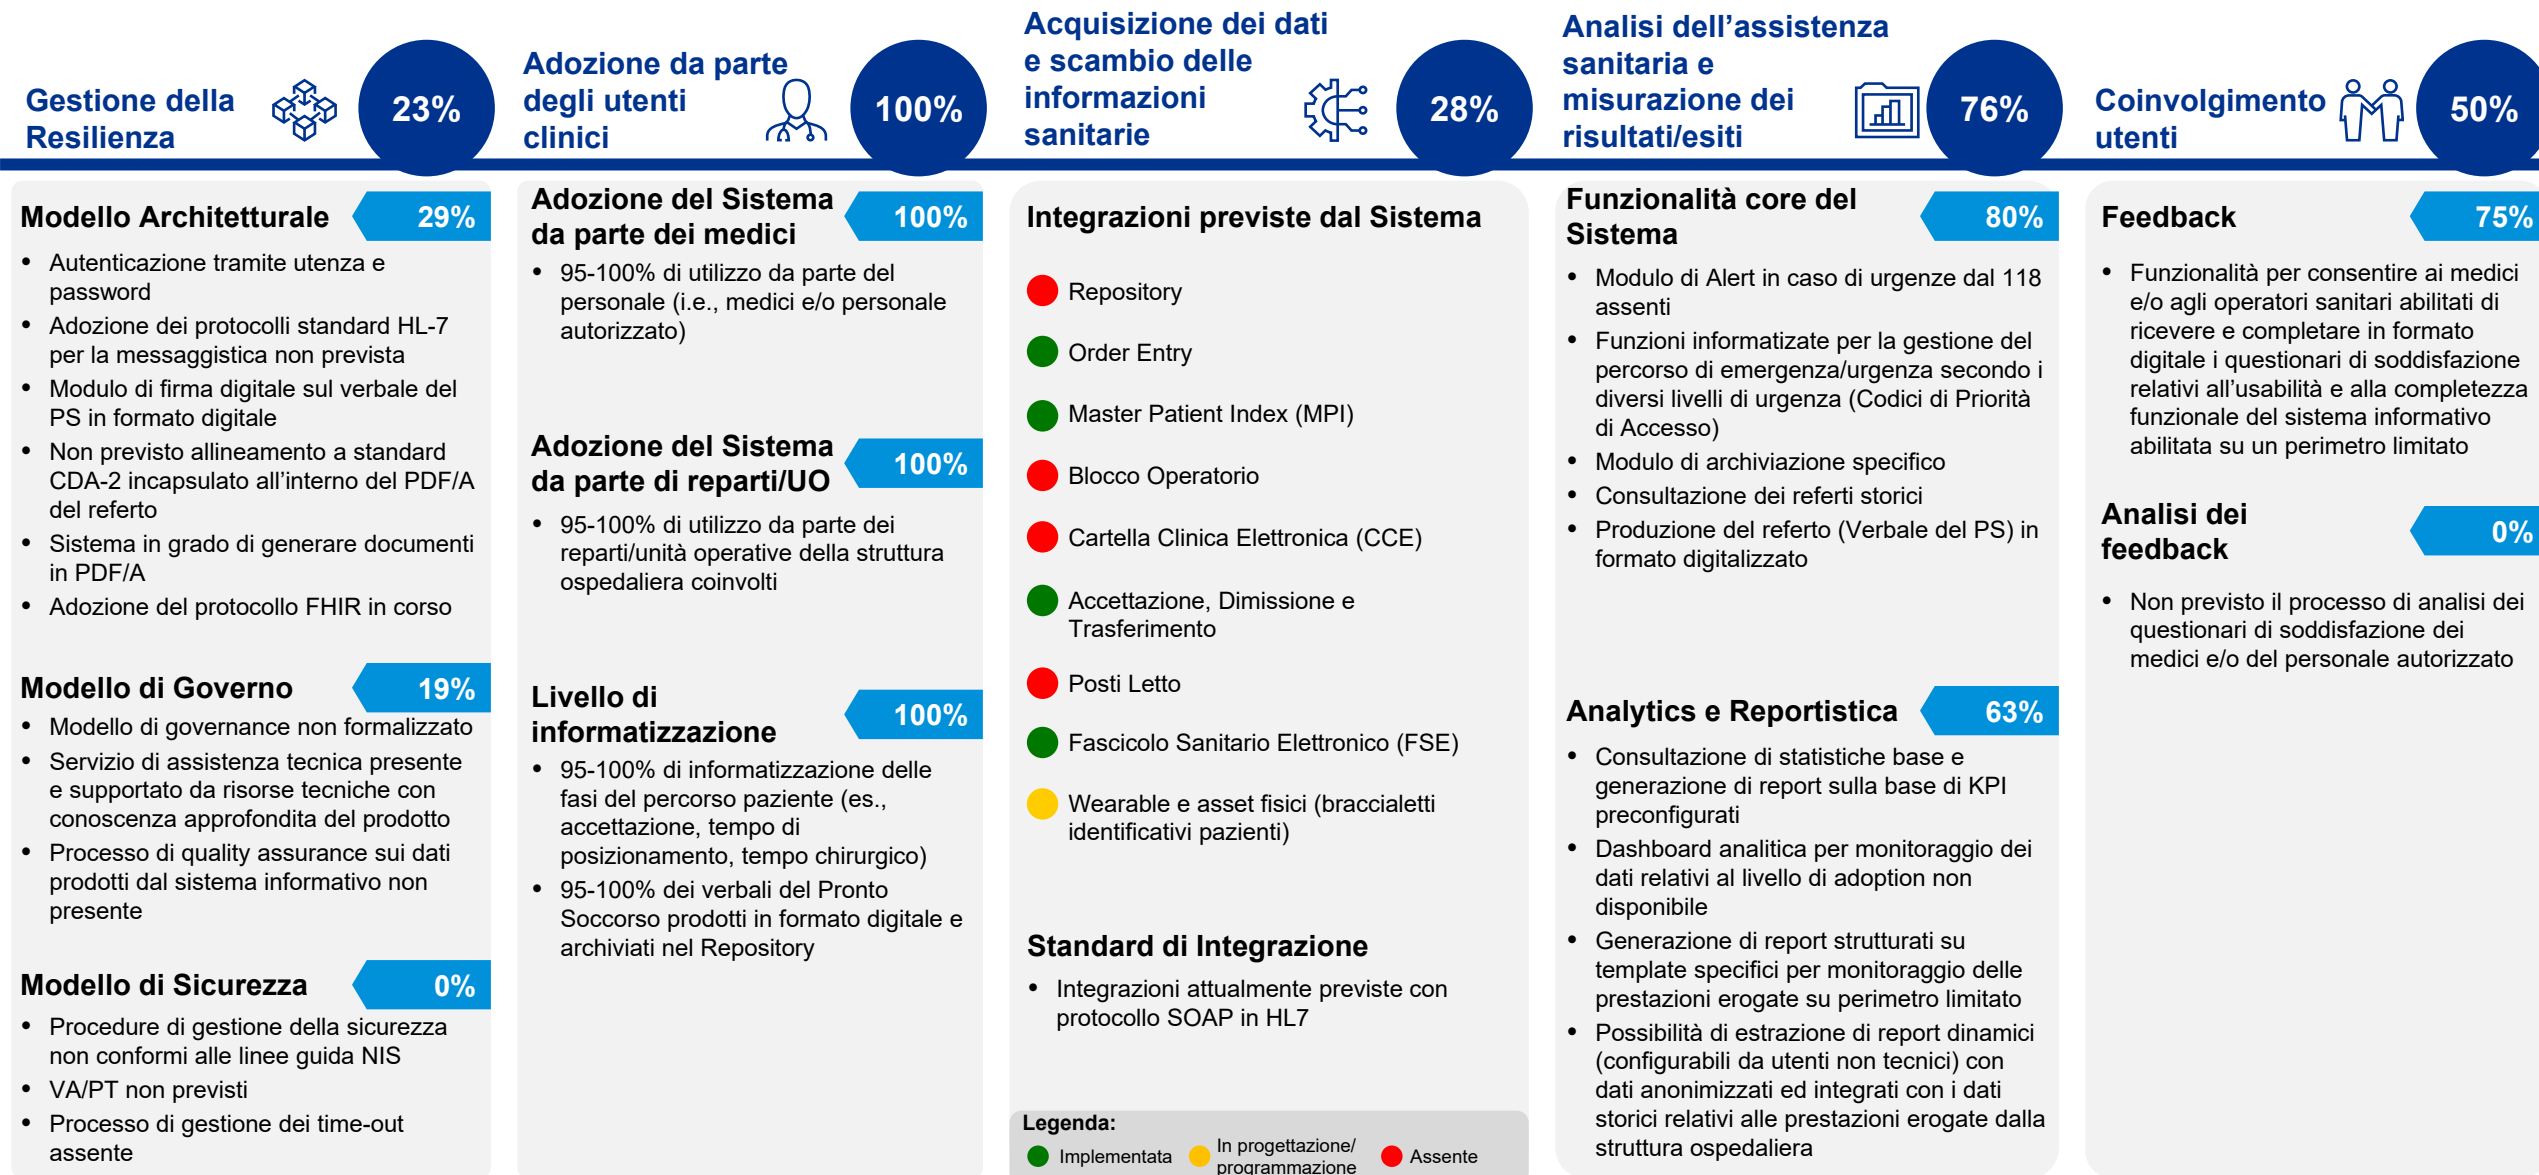 Gestione della
Resilienza
23%
Adozione da parte
degli utenti
clinici
100%
Acquisizione dei dati
e scambio delle
informazioni
sanitarie
28%
Analisi dell'assistenza
sanitaria e
misurazione dei
risultati/esiti
76%
Coinvolgimento
utenti
50%
Modello Architetturale
29%
• Autenticazione tramite utenza e
password
• Adozione dei protocolli standard HL-7
per la messaggistica non prevista
• Modulo di firma digitale sul verbale del
PS in formato digitale
• Non previsto allineamento a standard
CDA-2 incapsulato all'interno del PDF/A
del referto
• Sistema in grado di generare documenti
in PDF/A
• Adozione del protocollo FHIR in corso
Modello di Governo
19%
• Modello di governance non formalizzato
• Servizio di assistenza tecnica presente
e supportato da risorse tecniche con
conoscenza approfondita del prodotto
• Processo di quality assurance sui dati
prodotti dal sistema informativo non
presente
Modello di Sicurezza
0%
• Procedure di gestione della sicurezza
non conformi alle linee guida NIS
• VA/PT non previsti
• Processo di gestione dei time-out
assente
Adozione del Sistema
da parte dei medici
100%
• 95-100% di utilizzo da parte del
personale (i.e., medici e/o personale
autorizzato)
Adozione del Sistema
da parte di reparti/UO
100%
• 95-100% di utilizzo da parte dei
reparti/unità operative della struttura
ospedaliera coinvolti
Livello di
informatizzazione
100%
• 95-100% di informatizzazione delle
fasi del percorso paziente (es.,
accettazione, tempo di
posizionamento, tempo chirurgico)
• 95-100% dei verbali del Pronto
Soccorso prodotti in formato digitale e
archiviati nel Repository
Integrazioni previste dal Sistema
Repository
Order Entry
Master Patient Index (MPI)
Blocco Operatorio
Cartella Clinica Elettronica (CCE)
Accettazione, Dimissione e
Trasferimento
Posti Letto
Fascicolo Sanitario Elettronico (FSE)
Wearable e asset fisici (braccialetti
identificativi pazienti)
Standard di Integrazione
• Integrazioni attualmente previste con
protocollo SOAP in HL7
Legenda:
Implementata
In progettazione/
programmazione
Assente
Funzionalità core del
Sistema
80%
• Modulo di Alert in caso di urgenze dal 118
assenti
• Funzioni informatizate per la gestione del
percorso di emergenza/urgenza secondo i
diversi livelli di urgenza (Codici di Priorità
di Accesso)
• Modulo di archiviazione specifico
• Consultazione dei referti storici
• Produzione del referto (Verbale del PS) in
formato digitalizzato
Analytics e Reportistica
63%
• Consultazione di statistiche base e
generazione di report sulla base di KPI
preconfigurati
• Dashboard analitica per monitoraggio dei
dati relativi al livello di adoption non
disponibile
• Generazione di report strutturati su
template specifici per monitoraggio delle
prestazioni erogate su perimetro limitato
• Possibilità di estrazione di report dinamici
(configurabili da utenti non tecnici) con
dati anonimizzati ed integrati con i dati
storici relativi alle prestazioni erogate dalla
struttura ospedaliera
Feedback
75%
• Funzionalità per consentire ai medici
e/o agli operatori sanitari abilitati di
ricevere e completare in formato
digitale i questionari di soddisfazione
relativi all'usabilità e alla completezza
funzionale del sistema informativo
abilitata su un perimetro limitato
Analisi dei
feedback
0%
• Non previsto il processo di analisi dei
questionari di soddisfazione dei
medici e/o del personale autorizzato